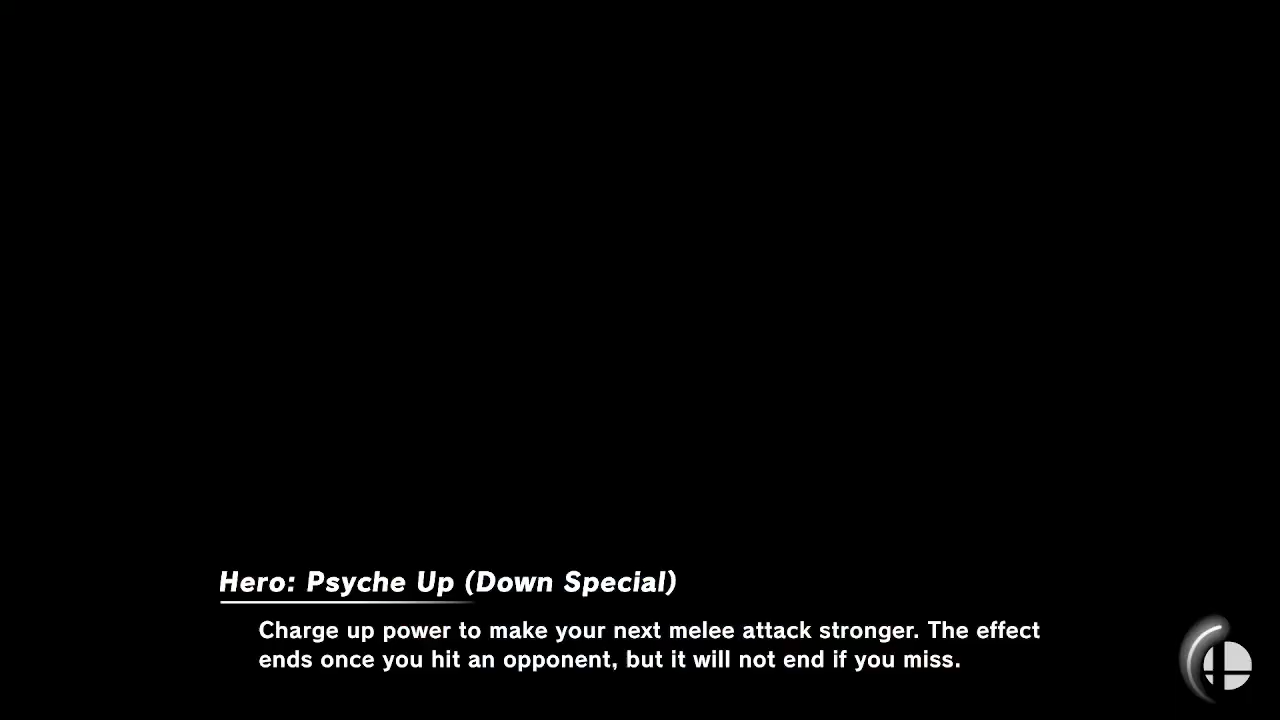 Hero: Psyche Up (Down Special)
Charge up power to make your next melee attack stronger. The effect
ends once you hit an opponent, but it will not end if you miss.